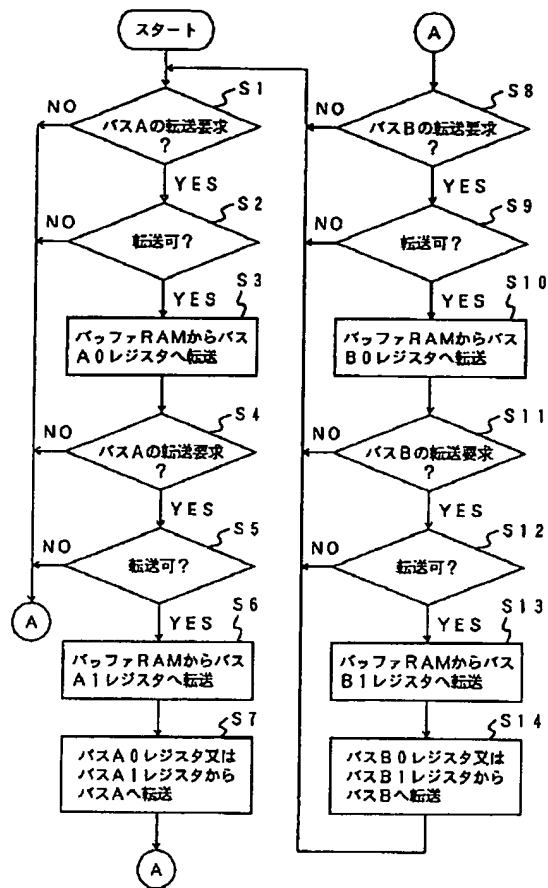 スタート
S1
NO
バスAの転送要求
?
YES
S2
NO
転送可?
YES
S3
バッファRAMからバス
A0レジスタへ転送
S4
NO
バスAの転送要求
?
YES
S5
NO
転送可?
YES
A
S6
バッファRAMからバス
A1レジスタへ転送
S7
バスA0レジスタ又は
バスA1レジスタから
バスAへ転送
A
A
S8
NO
バスBの転送要求
?
YES
S9
NO
転送可?
YES
S10
バッファRAMからバス
B0レジスタへ転送
S11
NO
バスBの転送要求
?
YES
S12
NO
転送可?
YES
S13
バッファRAMからバス
B1レジスタへ転送
S14
バスB0レジスタ又は
バスB1レジスタから
バスBへ転送